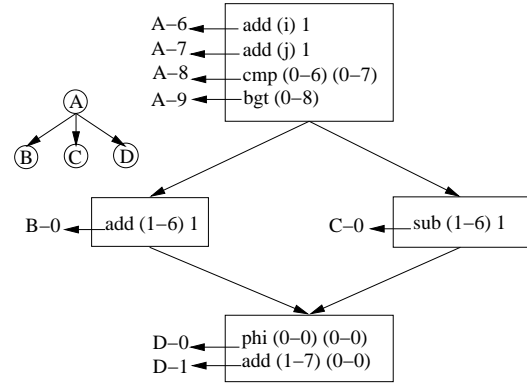 A–6 add (i) 1
A–7 add (j) 1
A–8 cmp (0–6) (0–7)
A–9 bgt (0–8)
A
B C D
B–0 add (1–6) 1
C–0 sub (1–6) 1
D–0 phi (0–0) (0–0)
D–1 add (1–7) (0–0)